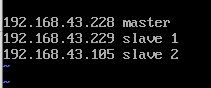 192.168.43.228 master
192.168.43.229 slave 1
192.168.43.105 slave 2
~
~